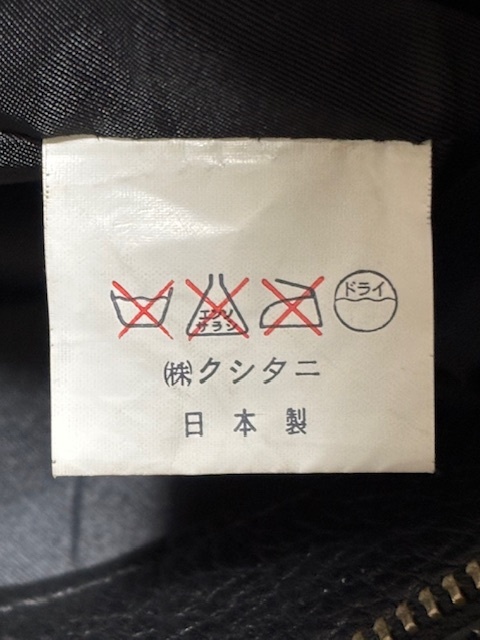 エンソ
サラシ
ドライ
㈱クシタニ
日本製